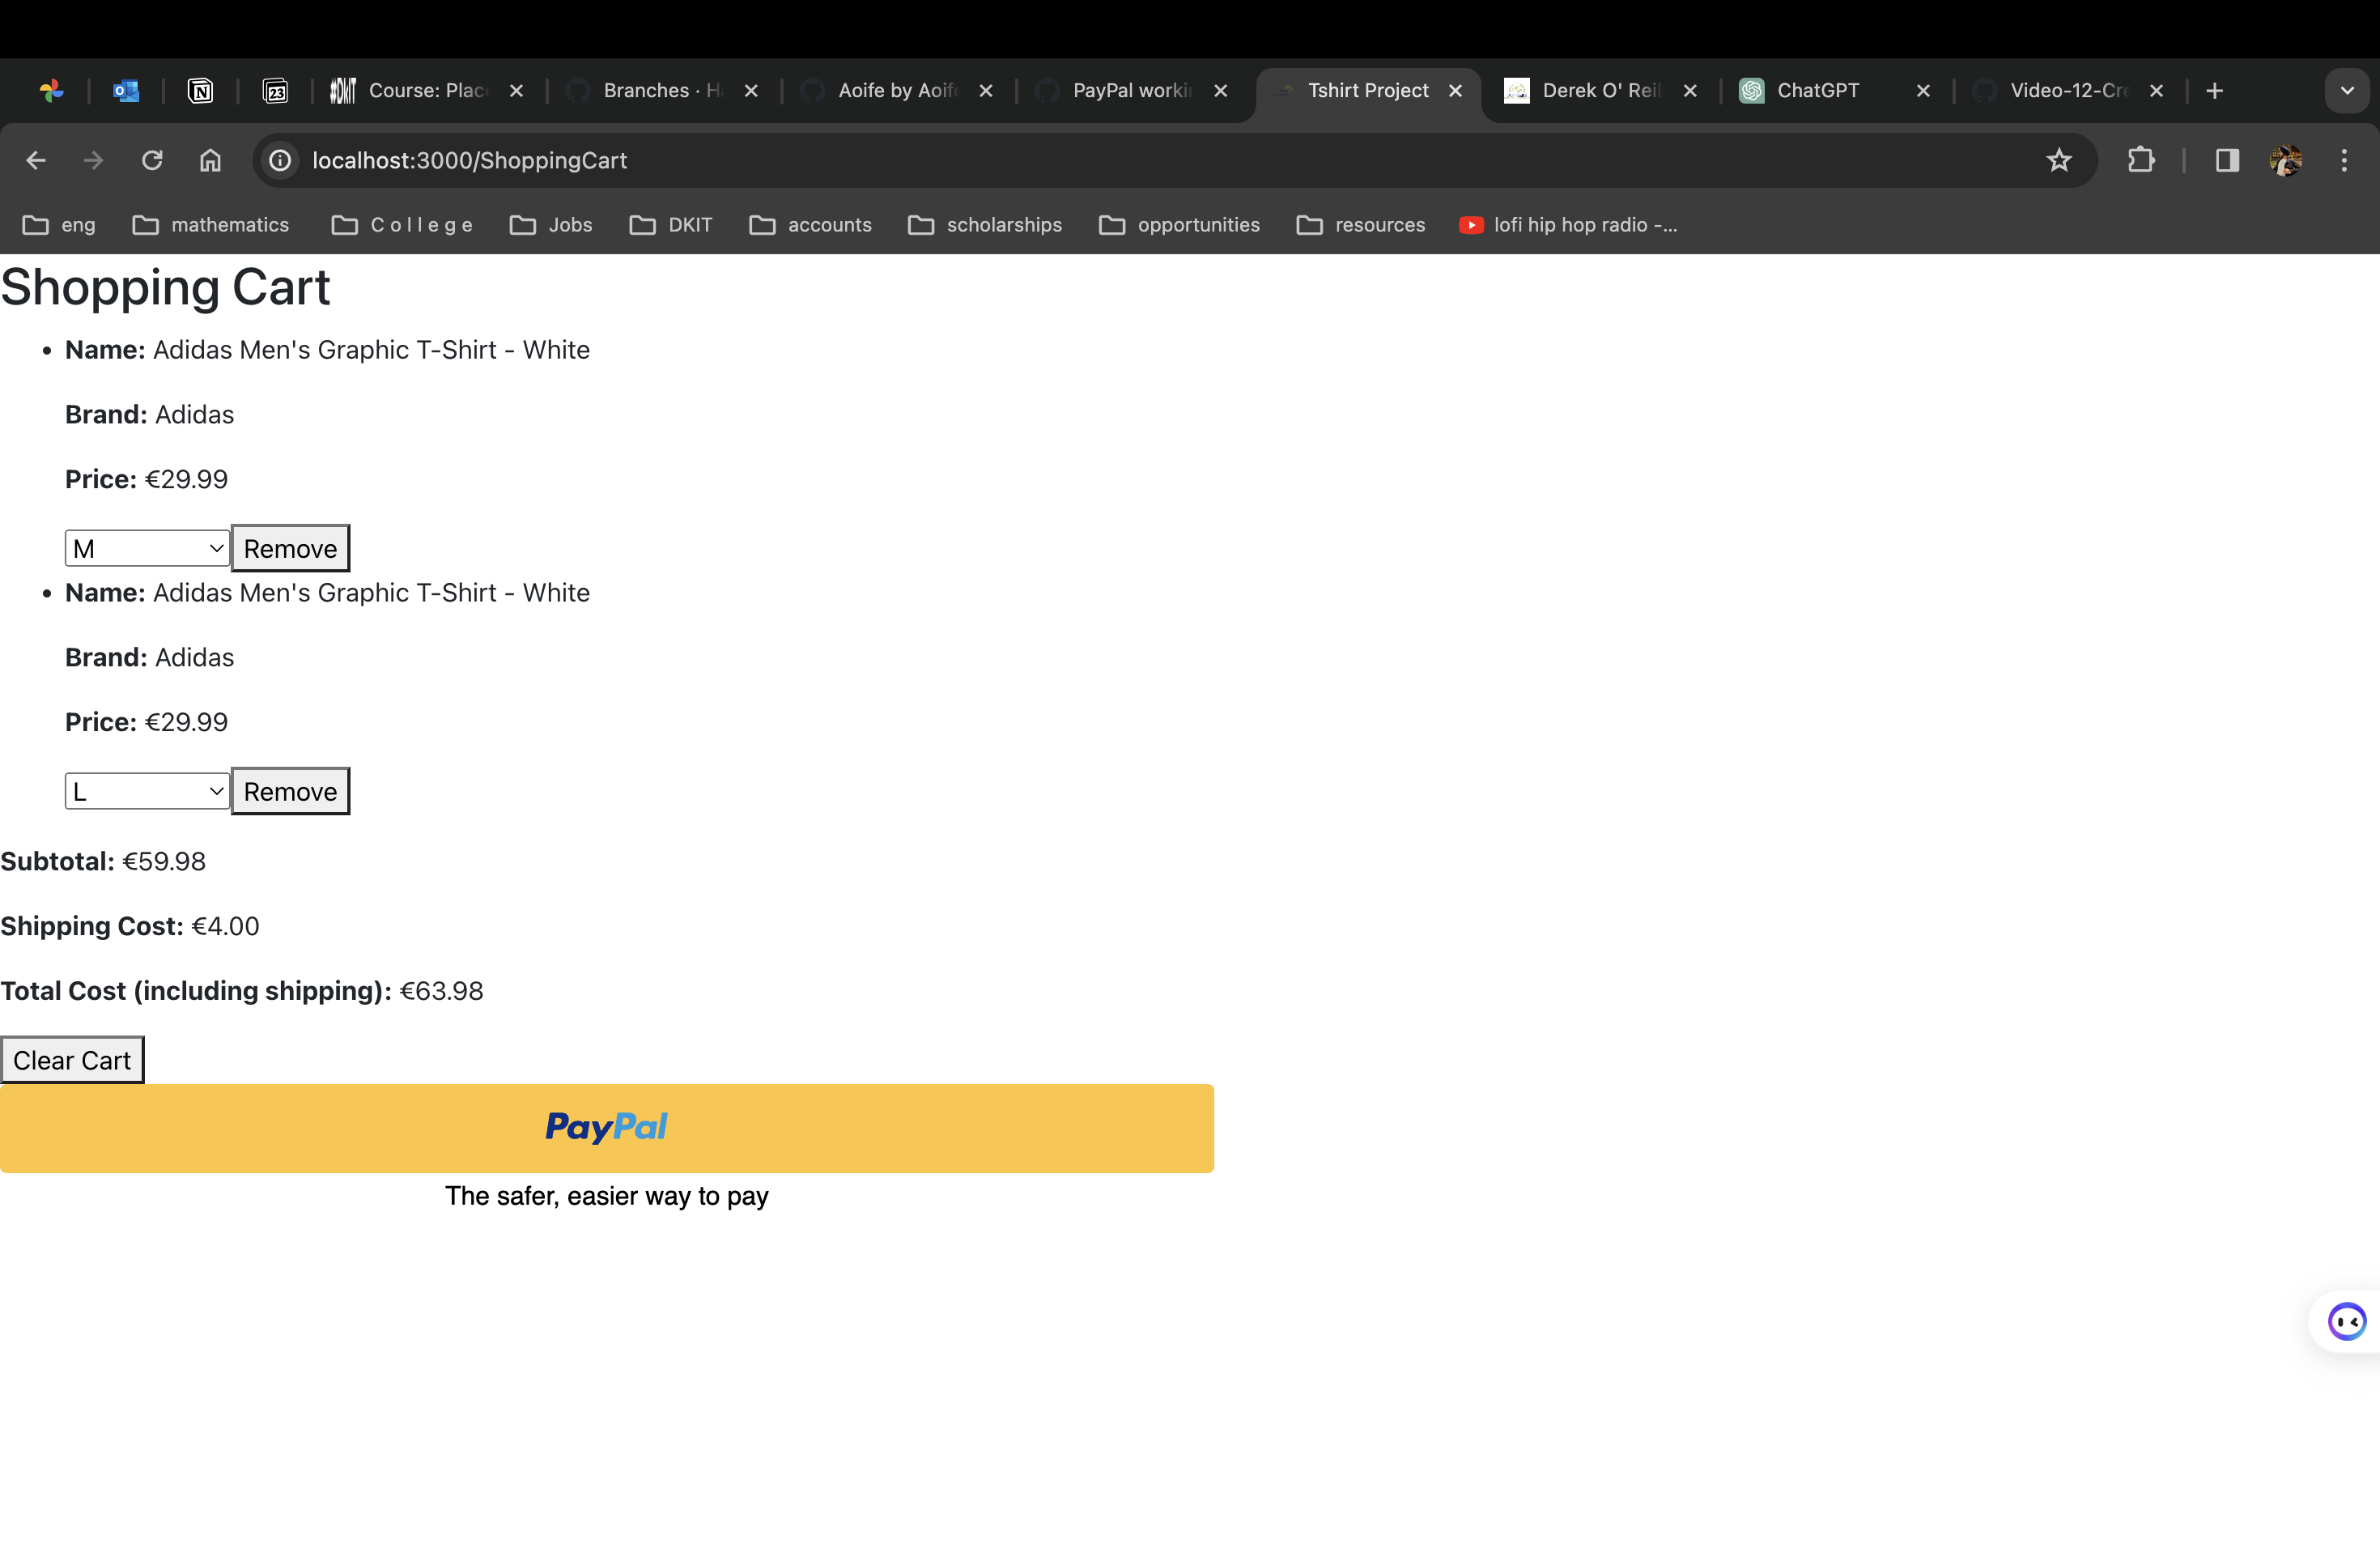 23
#DkIT
Course: Plac
Branches · H
Aoife by Aoif
PayPal workin
Tshirt Project
Derek O' Reil
ChatGPT
Video-12-Cre
localhost:3000/ShoppingCart
eng
mathematics
C o l l e g e
Jobs
DKIT
accounts
scholarships
opportunities
resources
lofi hip hop radio -...
Shopping Cart
• Name: Adidas Men's Graphic T-Shirt - White
Brand: Adidas
Price: €29.99
M
Remove
• Name: Adidas Men's Graphic T-Shirt - White
Brand: Adidas
Price: €29.99
L
Remove
Subtotal: €59.98
Shipping Cost: €4.00
Total Cost (including shipping): €63.98
Clear Cart
PayPal
The safer, easier way to pay